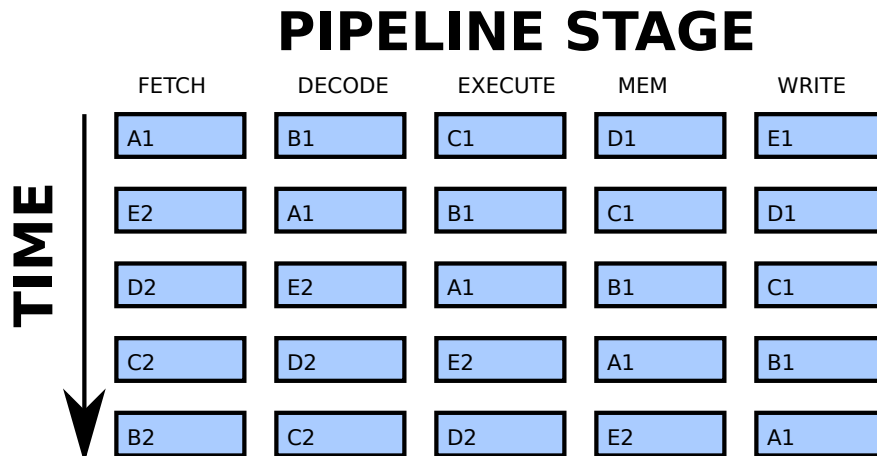 PIPELINE STAGE
FETCH DECODE EXECUTE MEM WRITE
A1 B1 C1 D1 E1
E2 A1 B1 C1 D1
D2 E2 A1 B1 C1
C2 D2 E2 A1 B1
B2 C2 D2 E2 A1
TIME